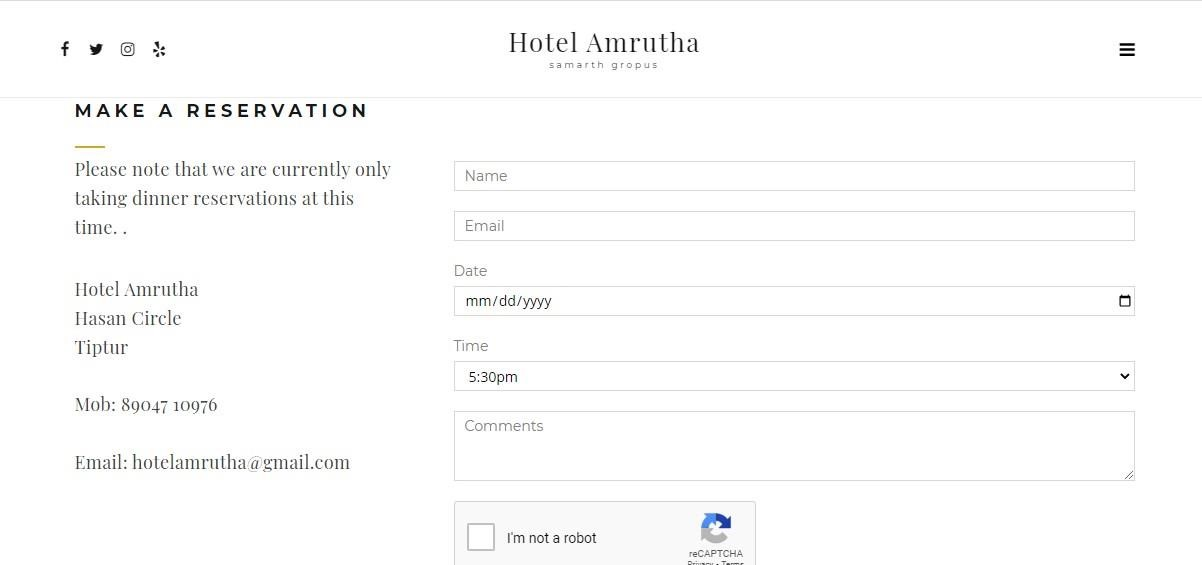 Hotel Amrutha
samarth gropus
MAKE A RESERVATION
Please note that we are currently only
taking dinner reservations at this
time. .
Hotel Amrutha
Hasan Circle
Tiptur
Mob: 89047 10976
Email: hotelamrutha@gmail.com
Name
Email
Date
mm/dd/yyyy
Time
5:30pm
Comments
I'm not a robot
reCAPTCHA
Privacy - Terms